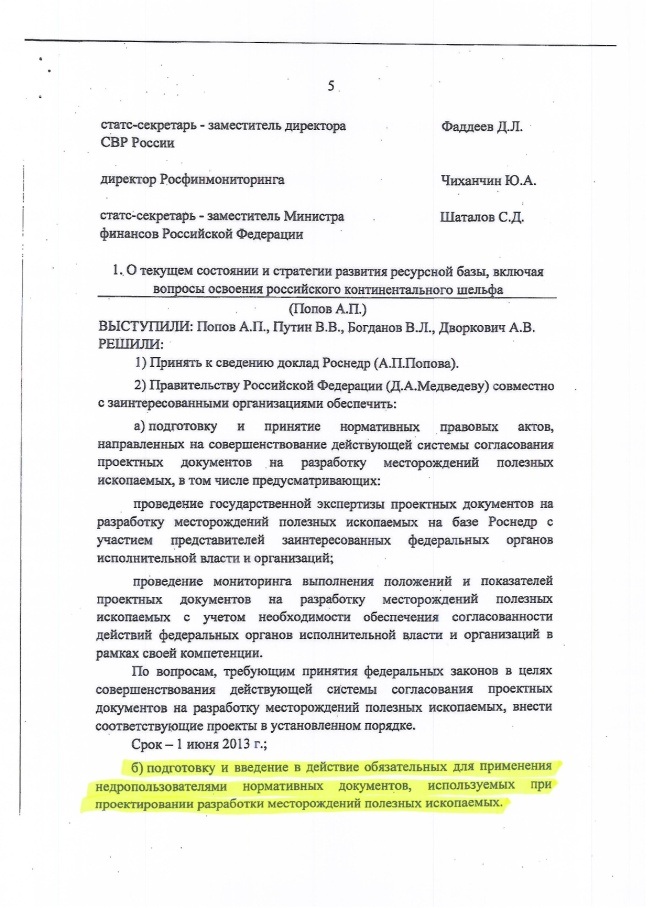 5
статс-секретарь - заместитель директора Фаддеев Д.Л.
СВР России
директор Росфинмониторинга Чиханчин Ю.А.
статс-секретарь - заместитель Министра Шаталов С.Д.
финансов Российской Федерации
1. О текущем состоянии и стратегии развития ресурсной базы, включая
вопросы освоения российского континентального шельфа
(Попов А.П.)
ВЫСТУПИЛИ: Попов А.П., Путин В.В., Богданов В.Л., Дворкович А.В.
РЕШИЛИ:
1) Принять к сведению доклад Роснедр (А.П.Попова).
2) Правительству Российской Федерации (Д.А.Медведеву) совместно
с заинтересованными организациями обеспечить:
а) подготовку и принятие нормативных правовых актов,
направленных на совершенствование действующей системы согласования
проектных документов на разработку месторождений полезных
ископаемых, в том числе предусматривающих:
проведение государственной экспертизы проектных документов на
разработку месторождений полезных ископаемых на базе Роснедр с
участием представителей заинтересованных федеральных органов
исполнительной власти и организаций;
проведение мониторинга выполнения положений и показателей
проектных документов на разработку месторождений полезных
ископаемых с учетом необходимости обеспечения согласованности
действий федеральных органов исполнительной власти и организаций в
рамках своей компетенции.
По вопросам, требующим принятия федеральных законов в целях
совершенствования действующей системы согласования проектных
документов на разработку месторождений полезных ископаемых, внести
соответствующие проекты в установленном порядке.
Срок – 1 июня 2013 г.;
б) подготовку и введение в действие обязательных для применения
недропользователями нормативных документов, используемых при
проектировании разработки месторождений полезных ископаемых.